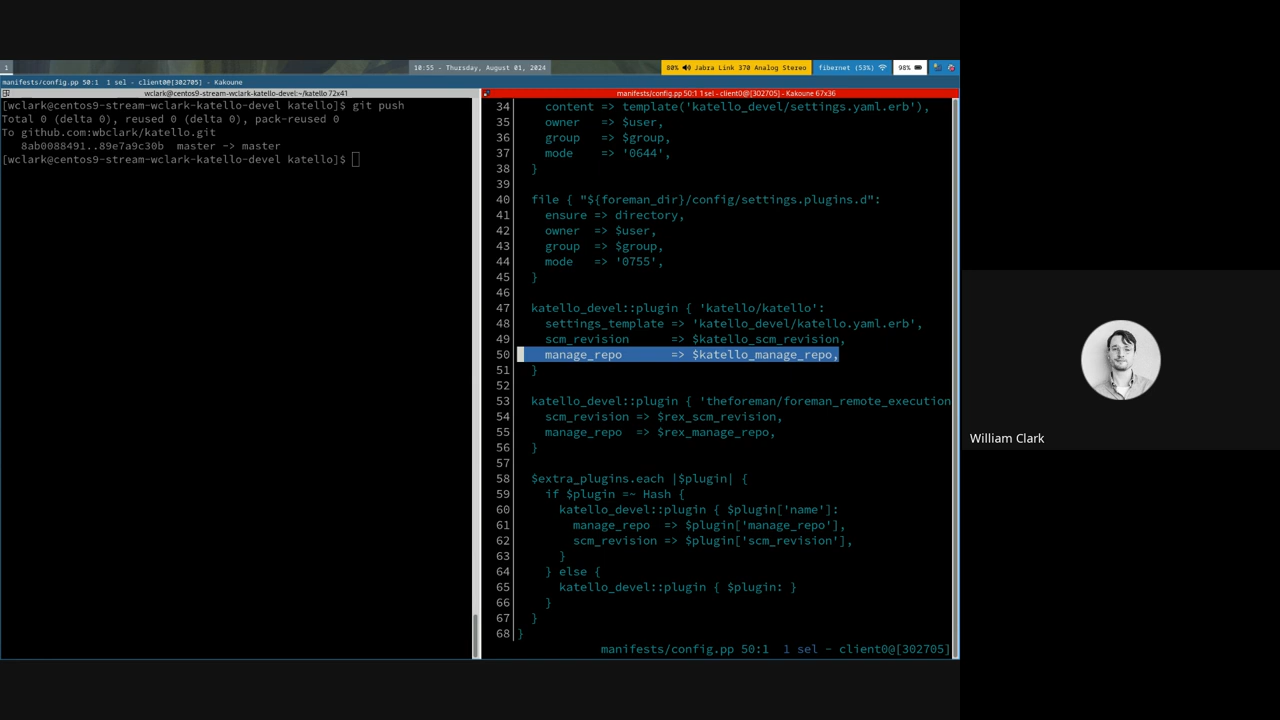 1
10:55 - Thursday, August 01, 2024
80%
Jabra Link 370 Analog Stereo
fibernet (53%)
98%
manifests/config.pp 50:1 1 sel - client0@[302705] - Kakoune
wclark@centos9-stream-wclark-katello-devel:~/katello 72x41
[wclark@centos9-stream-wclark-katello-devel katello]$ git push
Total 0 (delta 0), reused 0 (delta 0), pack-reused 0
To github.com:wbclark/katello.git
   8ab0088491..89e7a9c30b  master -> master
[wclark@centos9-stream-wclark-katello-devel katello]$
manifests/config.pp 50:1 1 sel - client0@[302705] - Kakoune 67x36
34     content => template('katello_devel/settings.yaml.erb'),
35     owner   => $user,
36     group   => $group,
37     mode    => '0644',
38   }
39
40   file { "${foreman_dir}/config/settings.plugins.d":
41     ensure => directory,
42     owner  => $user,
43     group  => $group,
44     mode   => '0755',
45   }
46
47   katello_devel::plugin { 'katello/katello':
48     settings_template => 'katello_devel/katello.yaml.erb',
49     scm_revision      => $katello_scm_revision,
50     manage_repo       => $katello_manage_repo,
51   }
52
53   katello_devel::plugin { 'theforeman/foreman_remote_execution
54     scm_revision => $rex_scm_revision,
55     manage_repo  => $rex_manage_repo,
56   }
57
58   $extra_plugins.each |$plugin| {
59     if $plugin =~ Hash {
60       katello_devel::plugin { $plugin['name']:
61         manage_repo  => $plugin['manage_repo'],
62         scm_revision => $plugin['scm_revision'],
63       }
64     } else {
65       katello_devel::plugin { $plugin: }
66     }
67   }
68 }
manifests/config.pp 50:1  1 sel - client0@[302705]
William Clark